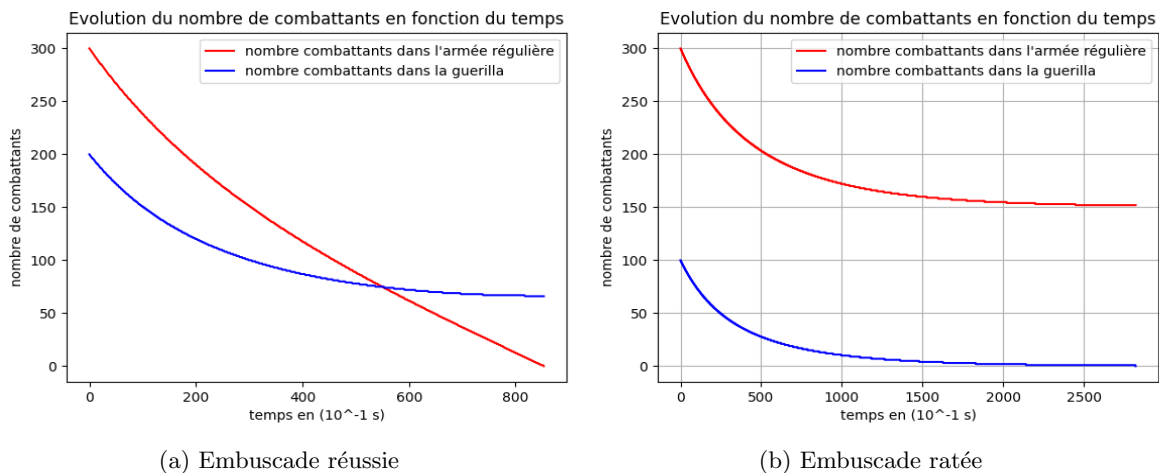 Evolution du nombre de combattants en fonction du temps
nombre de combattants
300
250
200
150
100
50
0
nombre combattants dans l'armée régulière
nombre combattants dans la guerilla
0
200
400
600
800
temps en (10^-1 s)
(a) Embuscade réussie
Evolution du nombre de combattants en fonction du temps
nombre de combattants
300
250
200
150
100
50
0
nombre combattants dans l'armée régulière
nombre combattants dans la guerilla
0
500
1000
1500
2000
2500
temps en (10^-1 s)
(b) Embuscade ratée